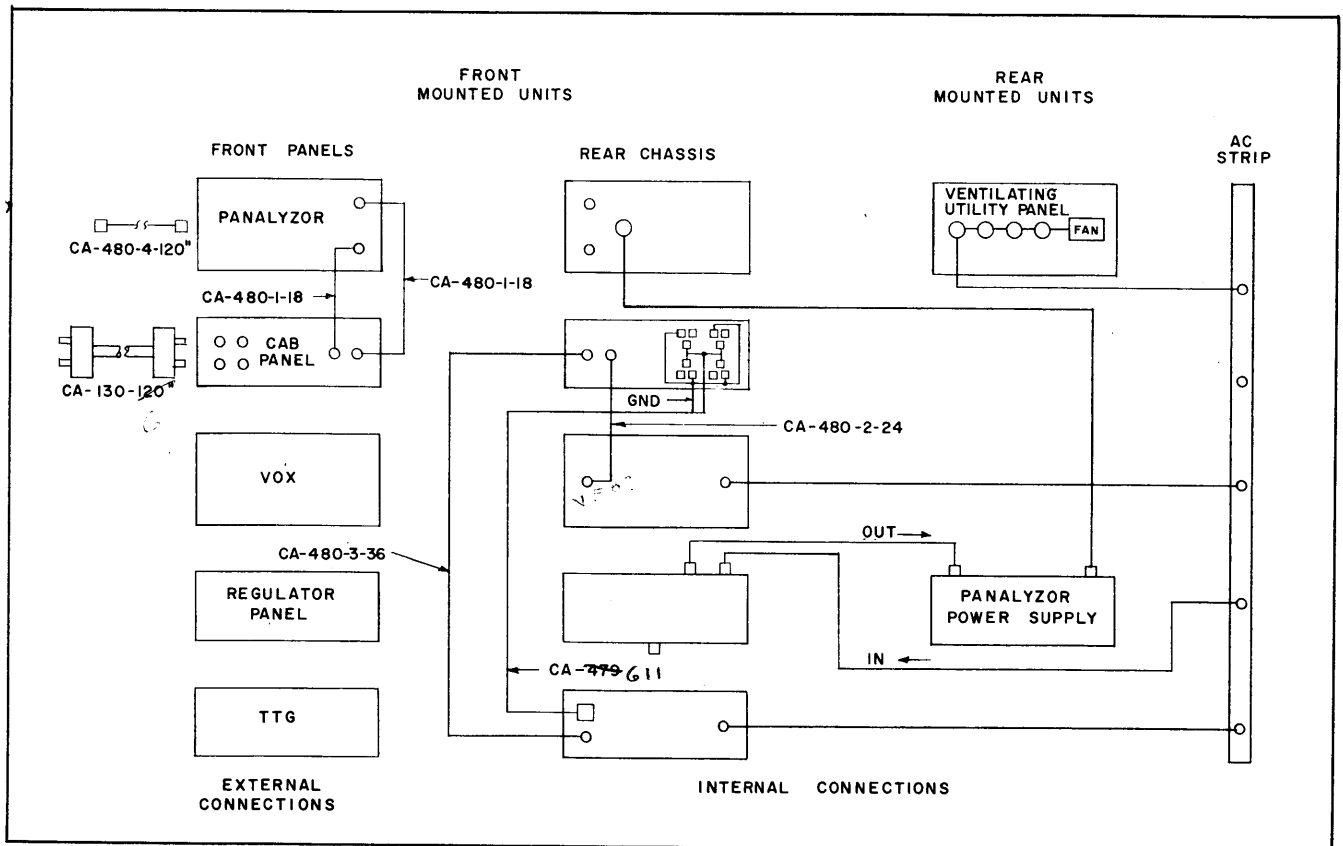 FRONT
MOUNTED UNITS
REAR
MOUNTED UNITS
FRONT PANELS
REAR CHASSIS
AC
STRIP
PANALYZOR
VENTILATING
UTILITY PANEL
FAN
CA-480-4-120"
CA-480-1-18
CA-480-1-18
CAB
PANEL
CA-130-120"
6
GND
CA-480-2-24
VOX
OUT
CA-480-3-36
REGULATOR
PANEL
PANALYZOR
POWER SUPPLY
IN
CA-479 611
TTG
EXTERNAL
CONNECTIONS
INTERNAL CONNECTIONS